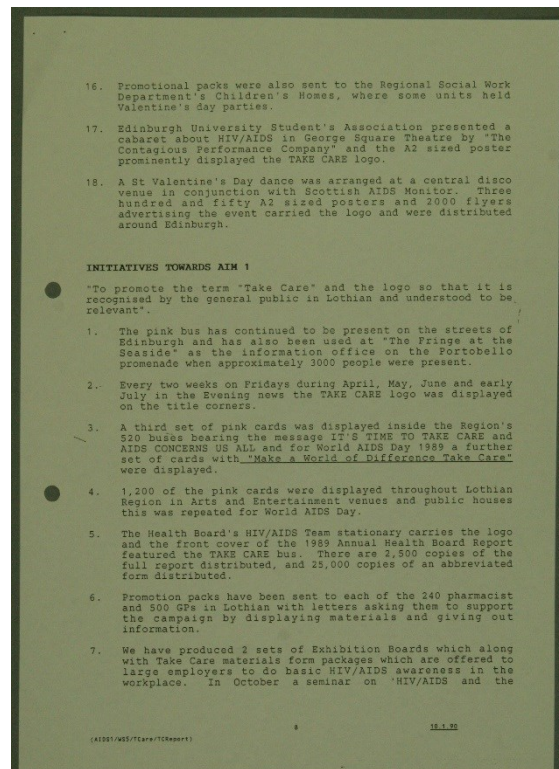 16. Promotional packs were also sent to the Regional Social Work
Department's Children's Homes, where some units held
Valentine's day parties.
17. Edinburgh University Student's Association presented a
cabaret about HIV/AIDS in George Square Theatre by "The
Contagious Performance Company" and the A2 sized poster
prominently displayed the TAKE CARE logo.
18. A St Valentine's Day dance was arranged at a central disco
venue in conjunction with Scottish AIDS Monitor. Three
hundred and fifty A2 sized posters and 2000 flyers
advertising the event carried the logo and were distributed
around Edinburgh.
INITIATIVES TOWARDS AIM 1
"To promote the term "Take Care" and the logo so that it is
recognised by the general public in Lothian and understood to be
relevant".
1. The pink bus has continued to be present on the streets of
Edinburgh and has also been used at "The Fringe at the
Seaside" as the information office on the Portobello
promenade when approximately 3000 people were present.
2. Every two weeks on Fridays during April, May, June and early
July in the Evening news the TAKE CARE logo was displayed
on the title corners.
3. A third set of pink cards was displayed inside the Region's
520 buses bearing the message IT'S TIME TO TAKE CARE and
AIDS CONCERNS US ALL and for World AIDS Day 1989 a further
set of cards with "Make a World of Difference Take Care"
were displayed.
4. 1,200 of the pink cards were displayed throughout Lothian
Region in Arts and Entertainment venues and public houses
this was repeated for World AIDS Day.
5. The Health Board's HIV/AIDS Team stationary carries the logo
and the front cover of the 1989 Annual Health Board Report
featured the TAKE CARE bus. There are 2,500 copies of the
full report distributed, and 25,000 copies of an abbreviated
form distributed.
6. Promotion packs have been sent to each of the 240 pharmacist
and 500 GPs in Lothian with letters asking them to support
the campaign by displaying materials and giving out
information.
7. We have produced 2 sets of Exhibition Boards which along
with Take Care materials form packages which are offered to
large employers to do basic HIV/AIDS awareness in the
workplace. In October a seminar on 'HIV/AIDS and the
8 18.1.90
(AIDS1/WS5/TCare/TCReport)